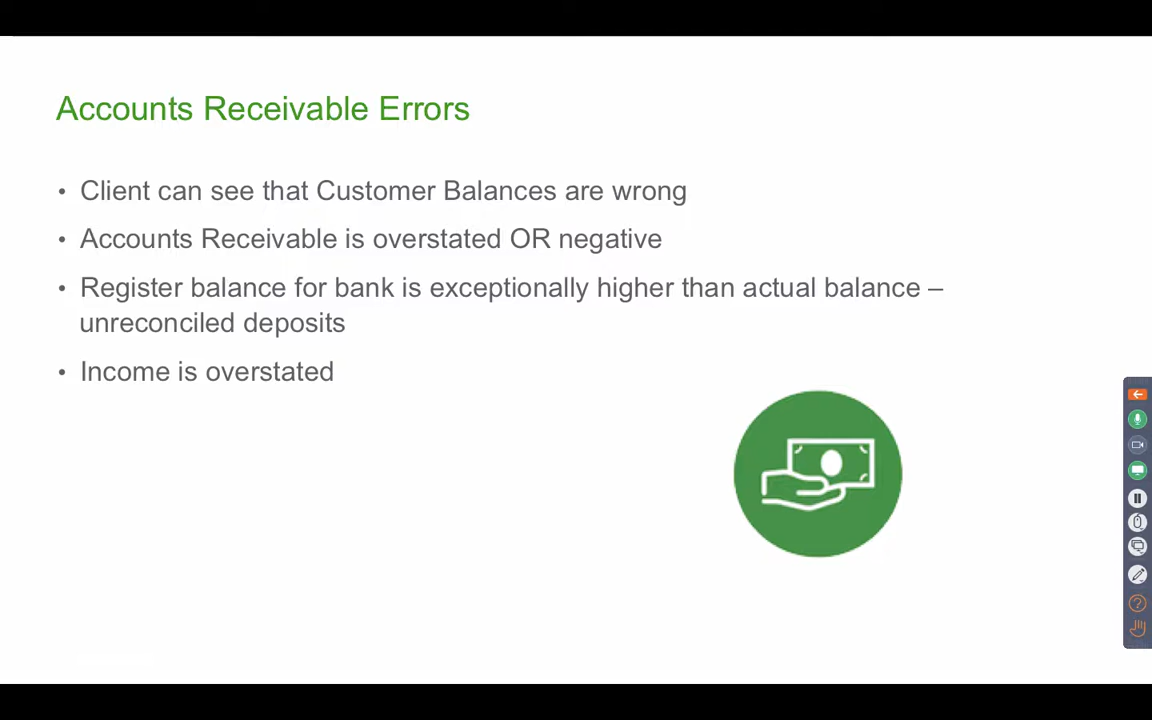 Accounts Receivable Errors
• Client can see that Customer Balances are wrong
• Accounts Receivable is overstated OR negative
• Register balance for bank is exceptionally higher than actual balance –
unreconciled deposits
• Income is overstated